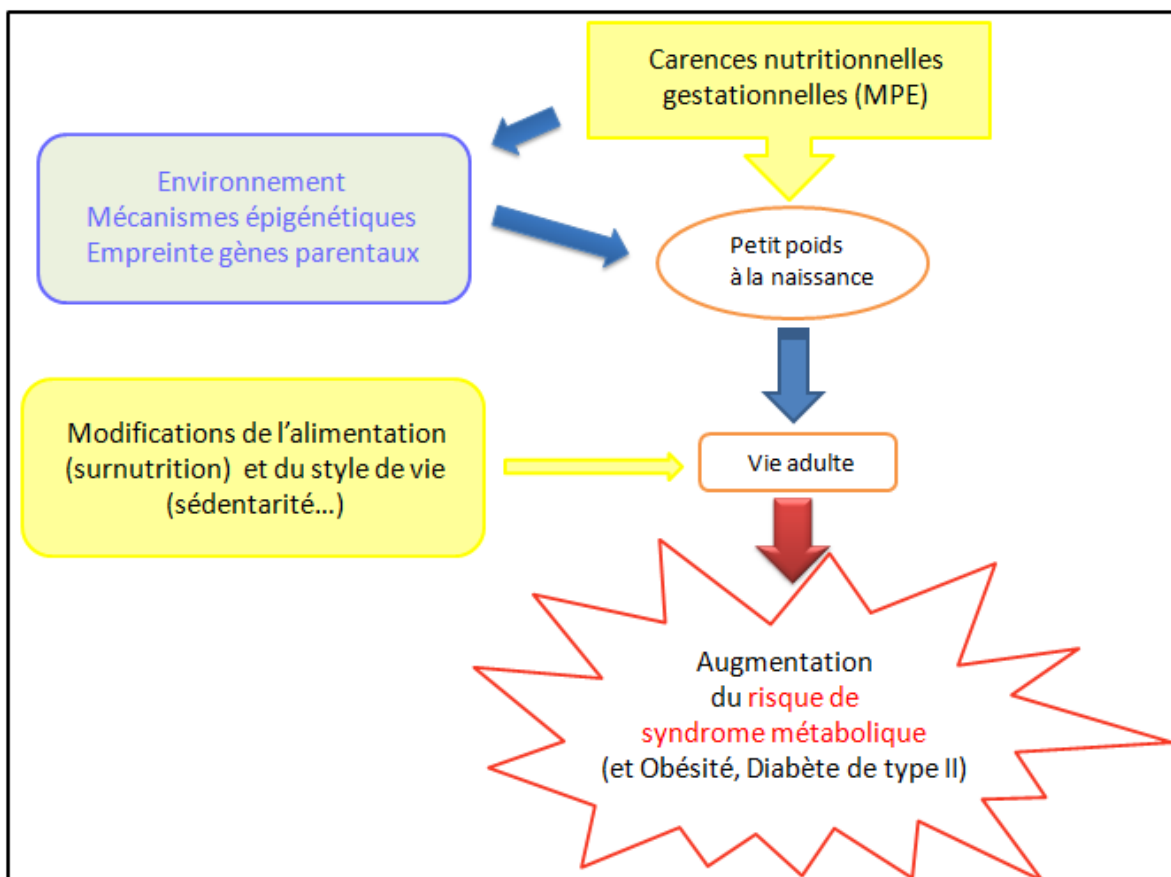 Carences nutritionnelles
gestationnelles (MPE)
Environnement
Mécanismes épigénétiques
Empreinte gènes parentaux
Petit poids
à la naissance
Modifications de l'alimentation
(surnutrition) et du style de vie
(sédentarité...)
Vie adulte
Augmentation
du risque de
syndrome métabolique
(et Obésité, Diabète de type II)